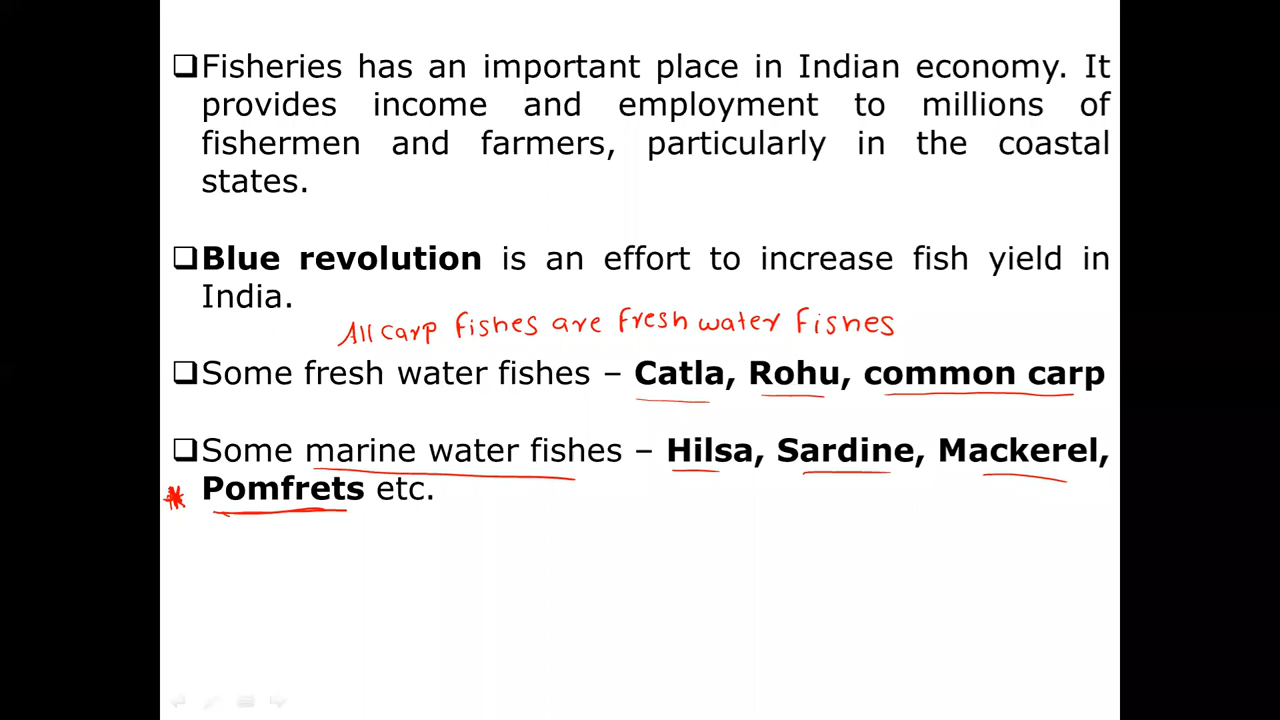 ❑Fisheries has an important place in Indian economy. It
provides income and employment to millions of
fishermen and farmers, particularly in the coastal
states.
❑Blue revolution is an effort to increase fish yield in
India.
All carp fishes are fresh water fishes
❑Some fresh water fishes – Catla, Rohu, common carp
❑Some marine water fishes – Hilsa, Sardine, Mackerel,
* Pomfrets etc.